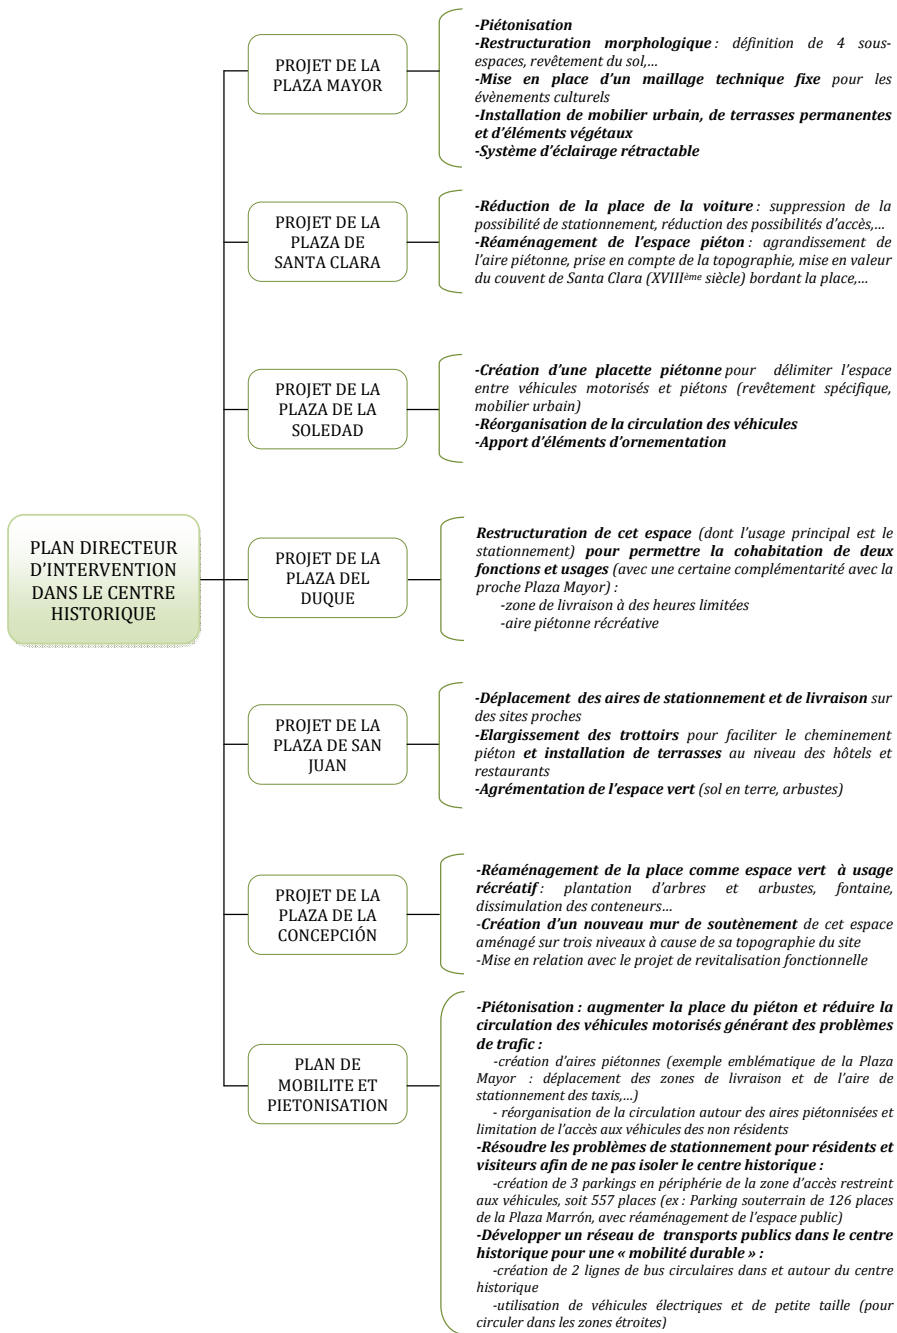 PLAN DIRECTEUR
D'INTERVENTION
DANS LE CENTRE
HISTORIQUE
PROJET DE LA
PLAZA MAYOR
-Piétonisation
-Restructuration morphologique : définition de 4 sous-
espaces, revêtement du sol,…
-Mise en place d'un maillage technique fixe pour les
évènements culturels
-Installation de mobilier urbain, de terrasses permanentes
et d'éléments végétaux
-Système d'éclairage rétractable
PROJET DE LA
PLAZA DE
SANTA CLARA
-Réduction de la place de la voiture : suppression de la
possibilité de stationnement, réduction des possibilités d'accès,…
-Réaménagement de l'espace piéton : agrandissement de
l'aire piétonne, prise en compte de la topographie, mise en valeur
du couvent de Santa Clara (XVIIIème siècle) bordant la place,…
PROJET DE LA
PLAZA DE LA
SOLEDAD
-Création d'une placette piétonne pour délimiter l'espace
entre véhicules motorisés et piétons (revêtement spécifique,
mobilier urbain)
-Réorganisation de la circulation des véhicules
-Apport d'éléments d'ornementation
PROJET DE LA
PLAZA DEL
DUQUE
Restructuration de cet espace (dont l'usage principal est le
stationnement) pour permettre la cohabitation de deux
fonctions et usages (avec une certaine complémentarité avec la
proche Plaza Mayor) :
-zone de livraison à des heures limitées
-aire piétonne récréative
PROJET DE LA
PLAZA DE SAN
JUAN
-Déplacement des aires de stationnement et de livraison sur
des sites proches
-Elargissement des trottoirs pour faciliter le cheminement
piéton et installation de terrasses au niveau des hôtels et
restaurants
-Agrémentation de l'espace vert (sol en terre, arbustes)
PROJET DE LA
PLAZA DE LA
CONCEPCIÓN
-Réaménagement de la place comme espace vert à usage
récréatif : plantation d'arbres et arbustes, fontaine,
dissimulation des conteneurs…
-Création d'un nouveau mur de soutènement de cet espace
aménagé sur trois niveaux à cause de sa topographie du site
-Mise en relation avec le projet de revitalisation fonctionnelle
PLAN DE
MOBILITE ET
PIETONISATION
-Piétonisation : augmenter la place du piéton et réduire la
circulation des véhicules motorisés générant des problèmes
de trafic :
-création d'aires piétonnes (exemple emblématique de la Plaza
Mayor : déplacement des zones de livraison et de l'aire de
stationnement des taxis,…)
- réorganisation de la circulation autour des aires piétonnisées et
limitation de l'accès aux véhicules des non résidents
-Résoudre les problèmes de stationnement pour résidents et
visiteurs afin de ne pas isoler le centre historique :
-création de 3 parkings en périphérie de la zone d'accès restreint
aux véhicules, soit 557 places (ex : Parking souterrain de 126 places
de la Plaza Marrón, avec réaménagement de l'espace public)
-Développer un réseau de transports publics dans le centre
historique pour une « mobilité durable » :
-création de 2 lignes de bus circulaires dans et autour du centre
historique
-utilisation de véhicules électriques et de petite taille (pour
circuler dans les zones étroites)